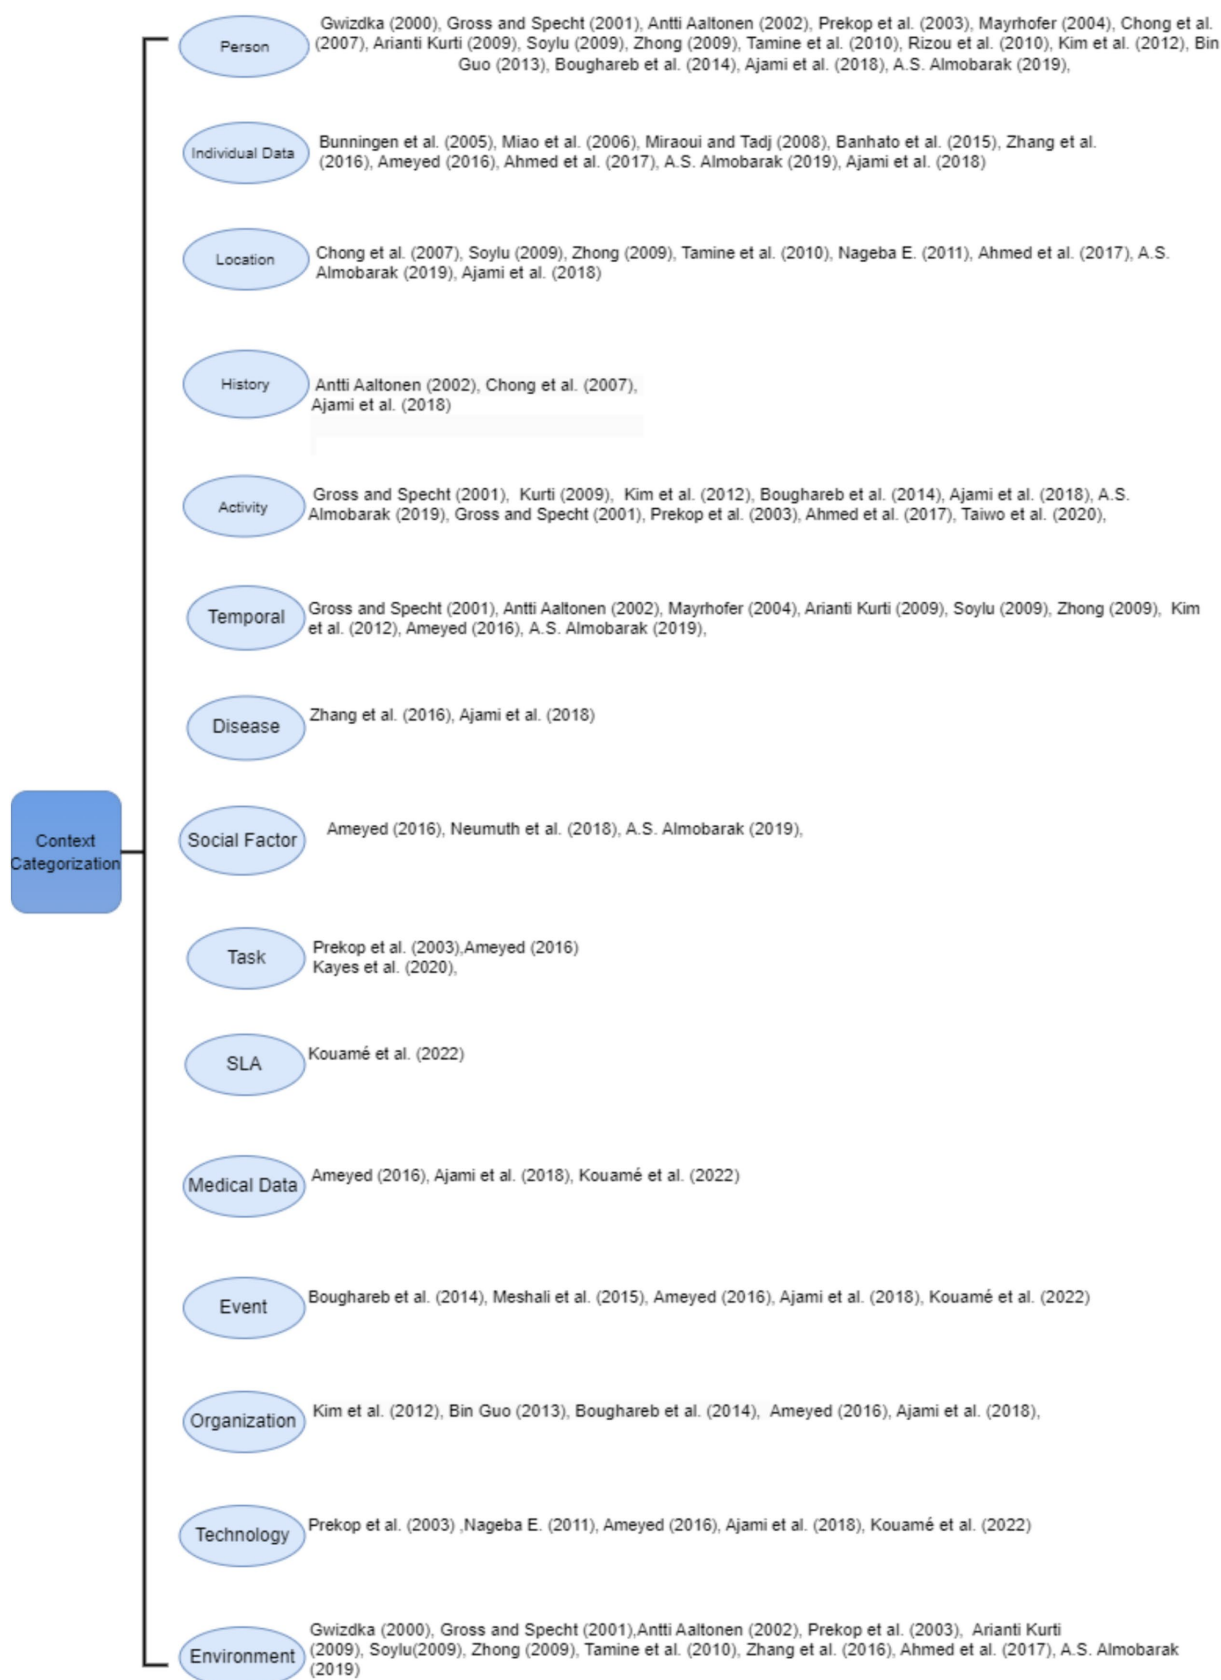 Person
Gwizdka (2000), Gross and Specht (2001), Antti Aaltonen (2002), Prekop et al. (2003), Mayrhofer (2004), Chong et al.
(2007), Arianti Kurti (2009), Soylu (2009), Zhong (2009), Tamine et al. (2010), Rizou et al. (2010), Kim et al. (2012), Bin
Guo (2013), Boughareb et al. (2014), Ajami et al. (2018), A.S. Almobarak (2019),
Individual Data
Bunningen et al. (2005), Miao et al. (2006), Miraoui and Tadj (2008), Banhato et al. (2015), Zhang et al.
(2016), Ameyed (2016), Ahmed et al. (2017), A.S. Almobarak (2019), Ajami et al. (2018)
Location
Chong et al. (2007), Soylu (2009), Zhong (2009), Tamine et al. (2010), Nageba E. (2011), Ahmed et al. (2017), A.S.
Almobarak (2019), Ajami et al. (2018)
History
Antti Aaltonen (2002), Chong et al. (2007),
Ajami et al. (2018)
Activity
Gross and Specht (2001), Kurti (2009), Kim et al. (2012), Boughareb et al. (2014), Ajami et al. (2018), A.S.
Almobarak (2019), Gross and Specht (2001), Prekop et al. (2003), Ahmed et al. (2017), Taiwo et al. (2020),
Temporal
Gross and Specht (2001), Antti Aaltonen (2002), Mayrhofer (2004), Arianti Kurti (2009), Soylu (2009), Zhong (2009), Kim
et al. (2012), Ameyed (2016), A.S. Almobarak (2019),
Disease
Zhang et al. (2016), Ajami et al. (2018)
Context
Categorization
Social Factor
Ameyed (2016), Neumuth et al. (2018), A.S. Almobarak (2019),
Task
Prekop et al. (2003),Ameyed (2016)
Kayes et al. (2020),
SLA
Kouamé et al. (2022)
Medical Data
Ameyed (2016), Ajami et al. (2018), Kouamé et al. (2022)
Event
Boughareb et al. (2014), Meshali et al. (2015), Ameyed (2016), Ajami et al. (2018), Kouamé et al. (2022)
Organization
Kim et al. (2012), Bin Guo (2013), Boughareb et al. (2014), Ameyed (2016), Ajami et al. (2018),
Technology
Prekop et al. (2003) ,Nageba E. (2011), Ameyed (2016), Ajami et al. (2018), Kouamé et al. (2022)
Environment
Gwizdka (2000), Gross and Specht (2001),Antti Aaltonen (2002), Prekop et al. (2003), Arianti Kurti
(2009), Soylu(2009), Zhong (2009), Tamine et al. (2010), Zhang et al. (2016), Ahmed et al. (2017), A.S. Almobarak
(2019)